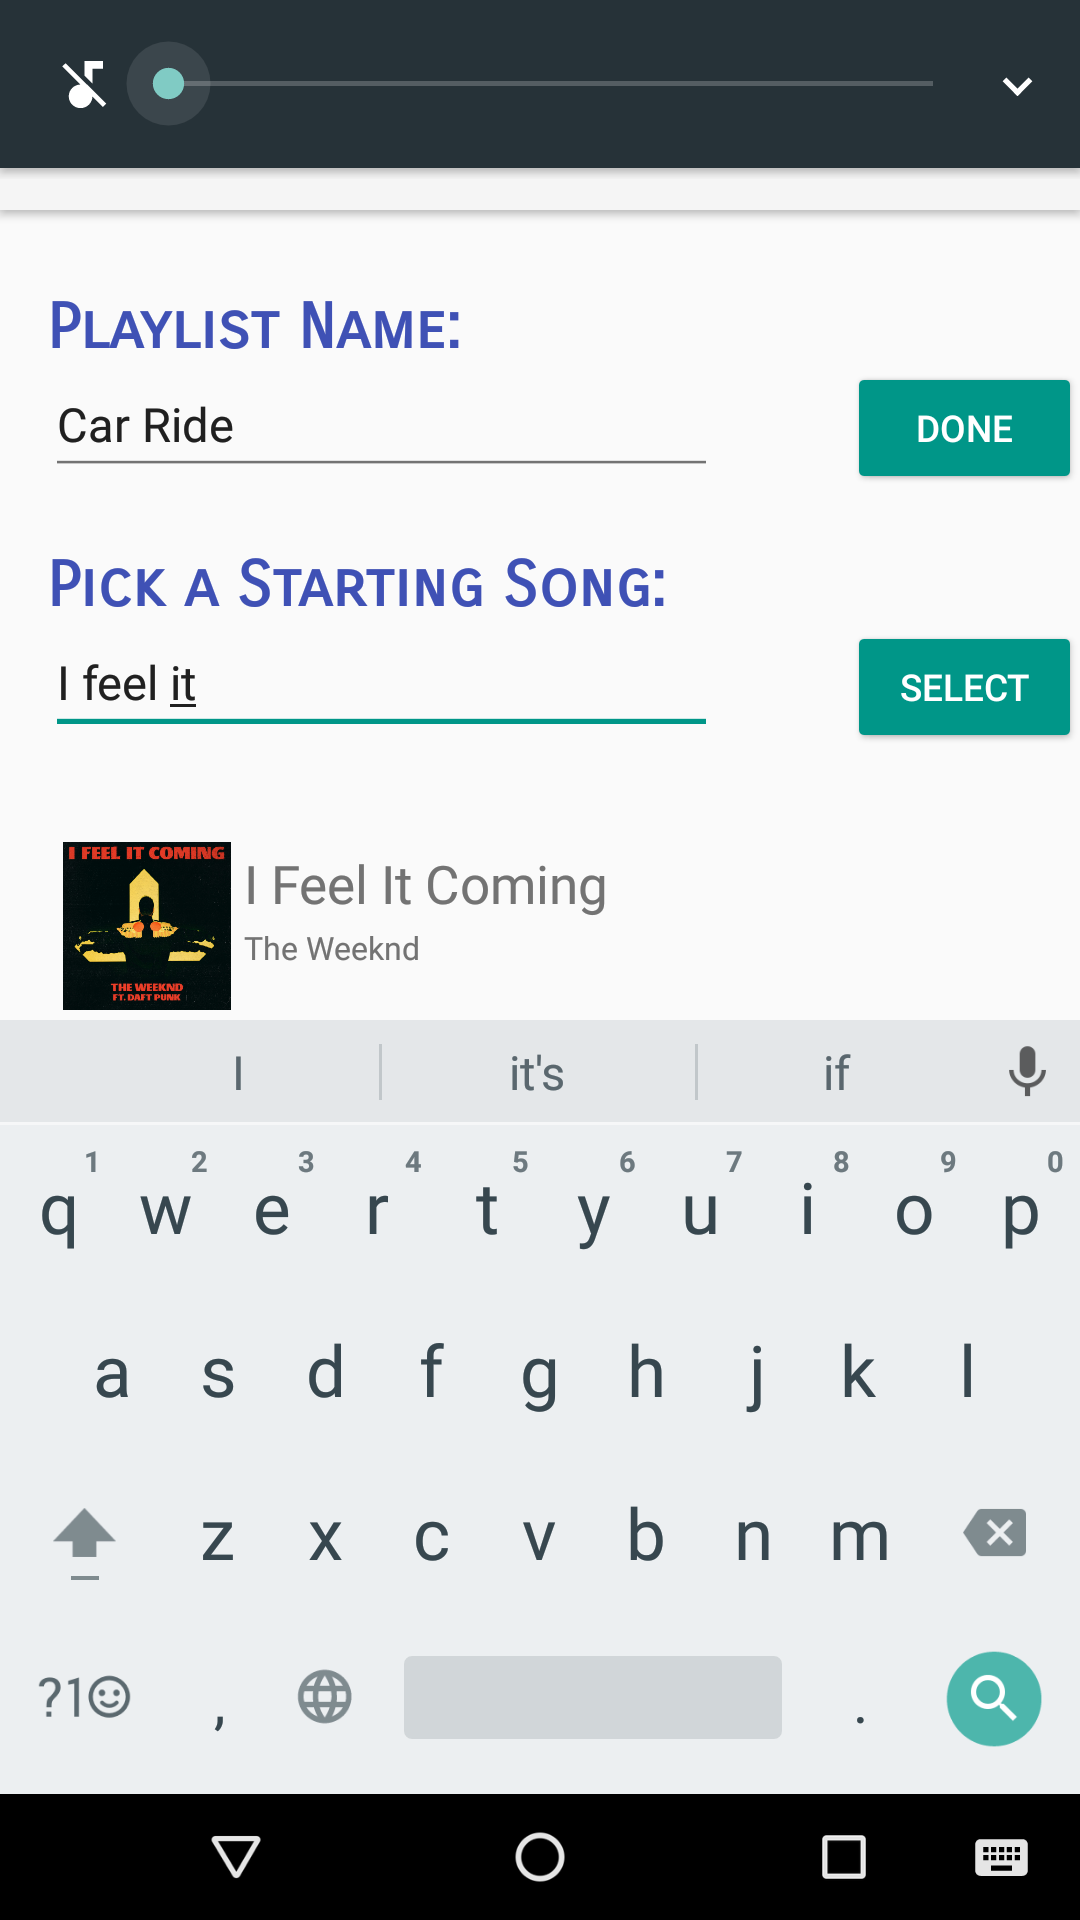 Playlist Name:
Car Ride
DONE
Pick a Starting Song:
I feel it
SELECT
I FEEL IT COMING
THE WEEKND
FT. DAFT PUNK
I Feel It Coming
The Weeknd
I it's if
1 2 3 4 5 6 7 8 9 0
q w e r t y u i o p
a s d f g h j k l
z x c v b n m
?1☺ , .